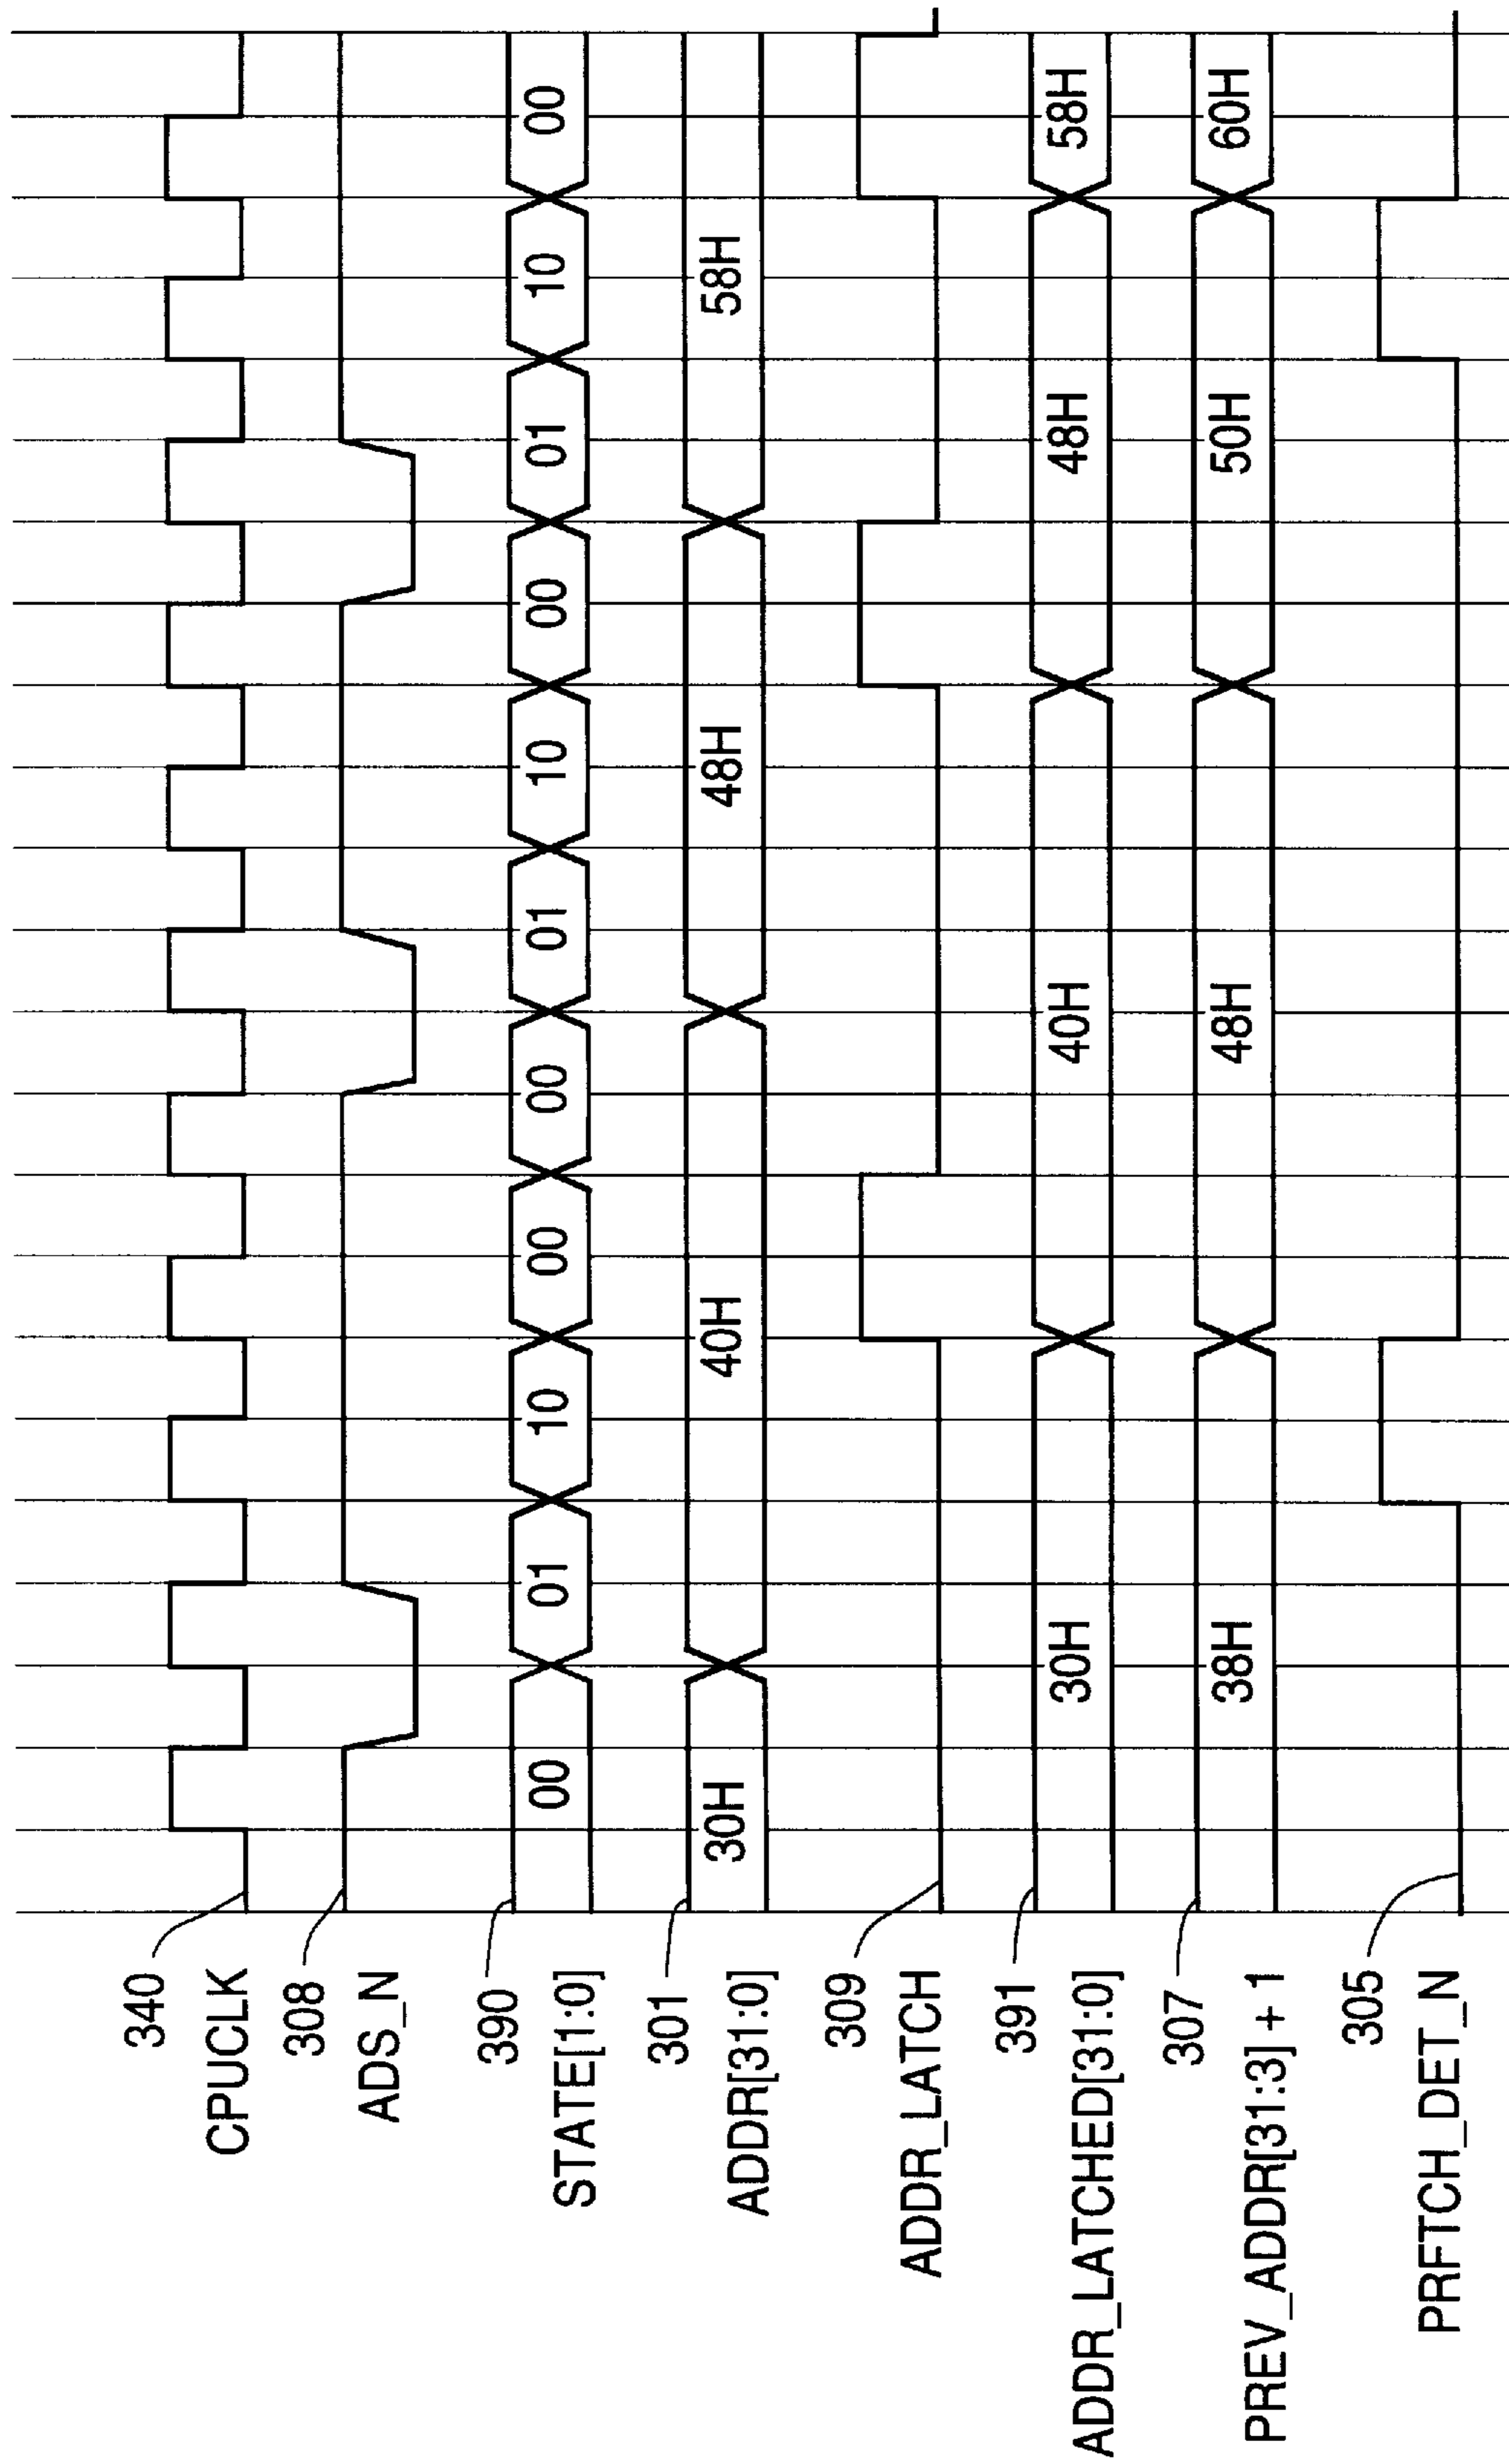 340
CPUCLK
308
ADS_N
390
STATE[1:0]
00 01 10 00 00 01 10 00 01 10 00
301
ADDR[31:0]
30H 40H 48H 58H
309
ADDR_LATCH
391
ADDR_LATCHED[31:0]
30H 40H 48H 58H
307
PREV_ADDR[31:3] + 1
38H 48H 50H 60H
305
PRFTCH_DET_N